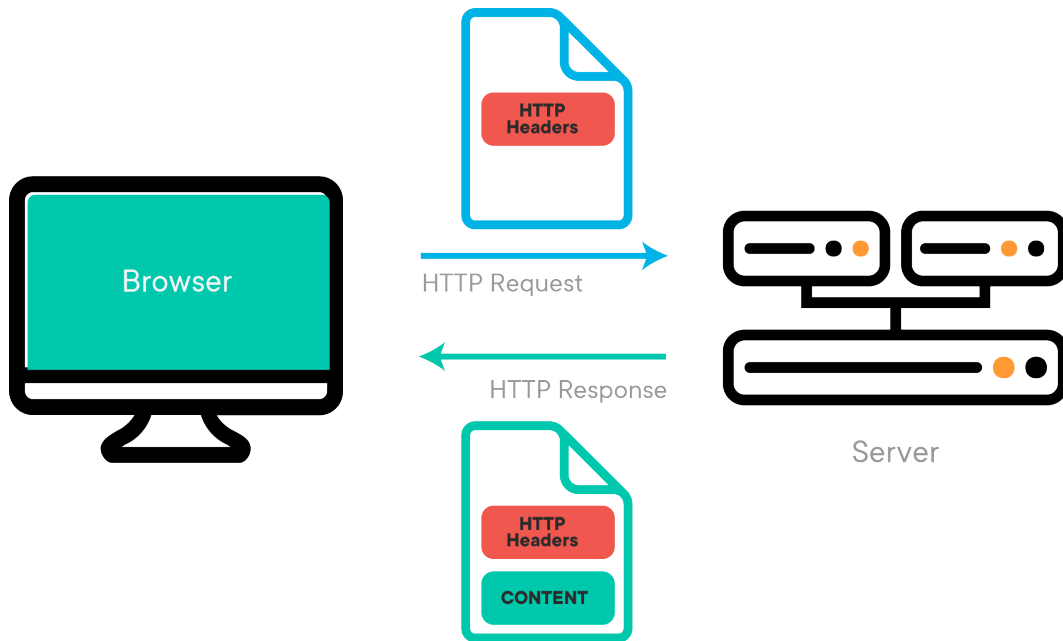 HTTP
Headers
Browser
HTTP Request
HTTP Response
Server
HTTP
Headers
CONTENT